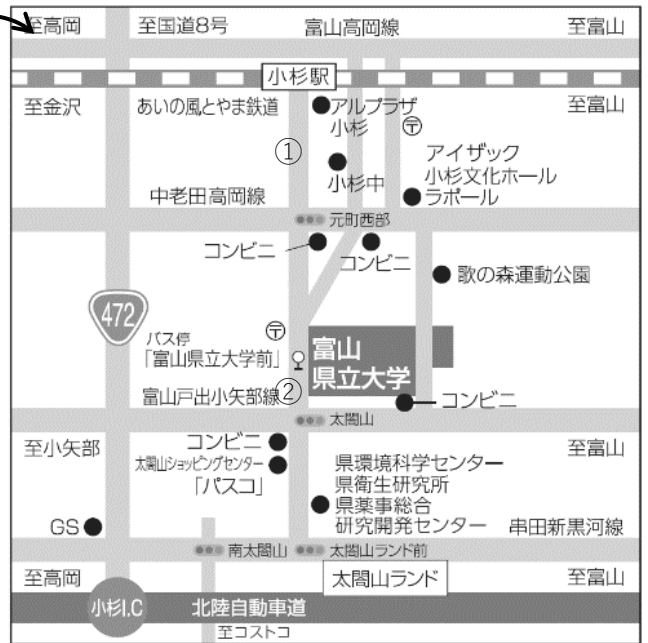 至高岡 至国道8号 富山高岡線 至富山
小杉駅
至金沢 あいの風とやま鉄道 アルプラザ 至富山
小杉 〒
① アイザック
小杉中 小杉文化ホール
中老田高岡線 ラポール
元町西部
コンビニ コンビニ
歌の森運動公園
472
バス停 〒 富山
「富山県立大学前」 県立大学
富山戸出小矢部線 ② コンビニ
太閤山
至小矢部 コンビニ 至富山
太閤山ショッピングセンター 県環境科学センター
「パスコ」 県衛生研究所
県薬事総合
GS 研究開発センター 串田新黒河線
南太閤山 太閤山ランド前
至高岡 太閤山ランド 至富山
小杉I.C 北陸自動車道
至コストコ